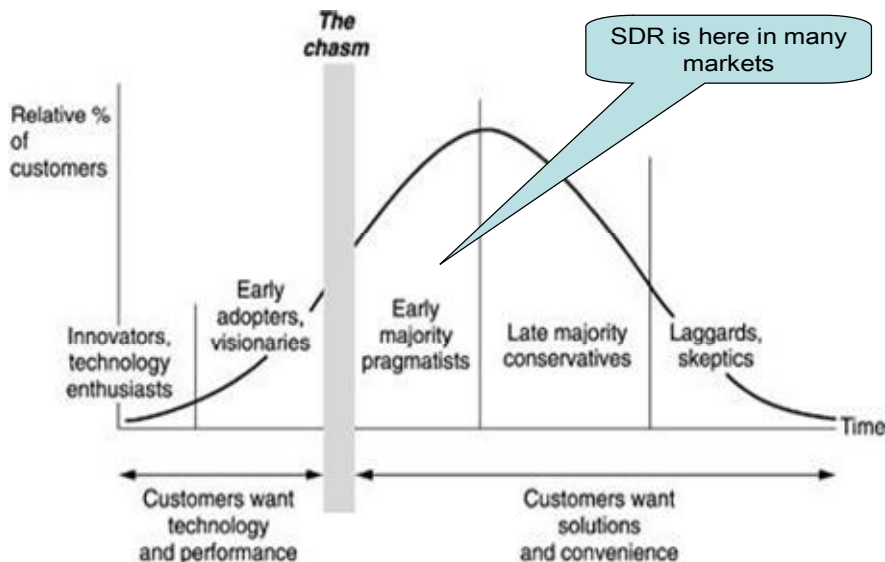 The
chasm
SDR is here in many
markets
Relative %
of
customers
Innovators,
technology
enthusiasts
Early
adopters,
visionaries
Early
majority
pragmatists
Late majority
conservatives
Laggards,
skeptics
Time
Customers want
technology
and performance
Customers want
solutions
and convenience